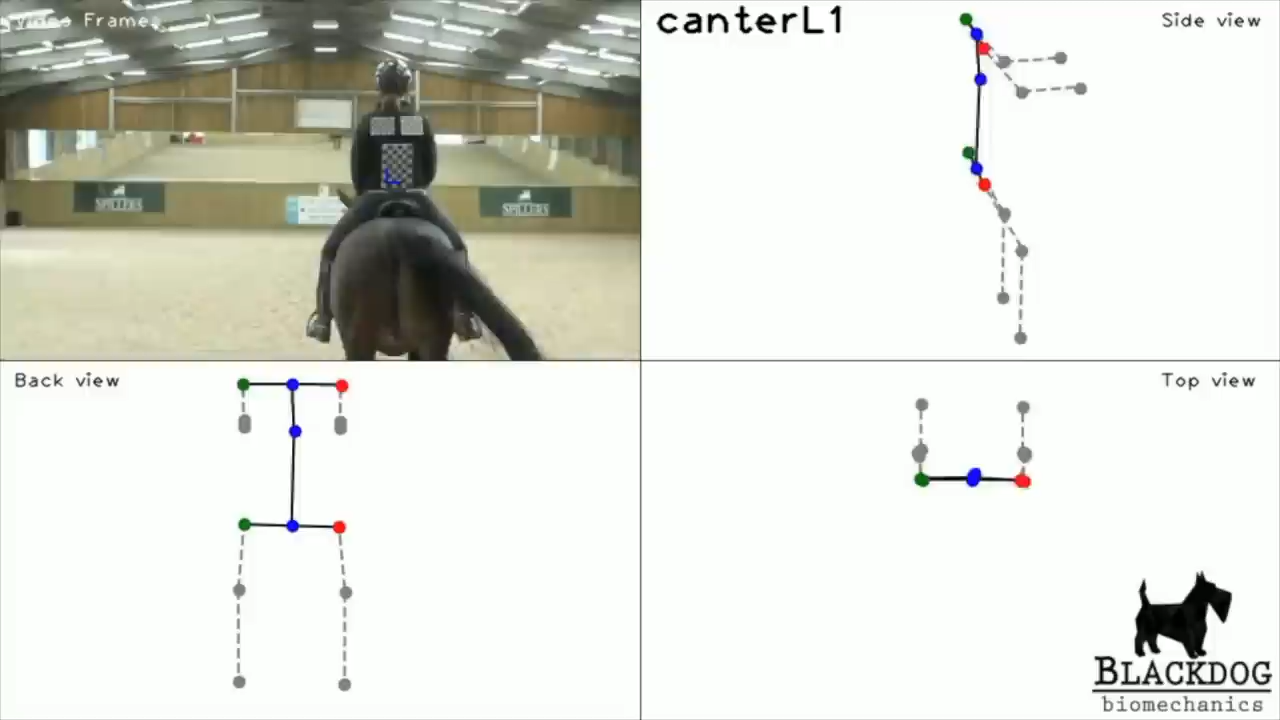 Video Frame
canterL1
Side view
SPILLERS
SPILLERS
Back view
Top view
BLACKDOG
biomechanics